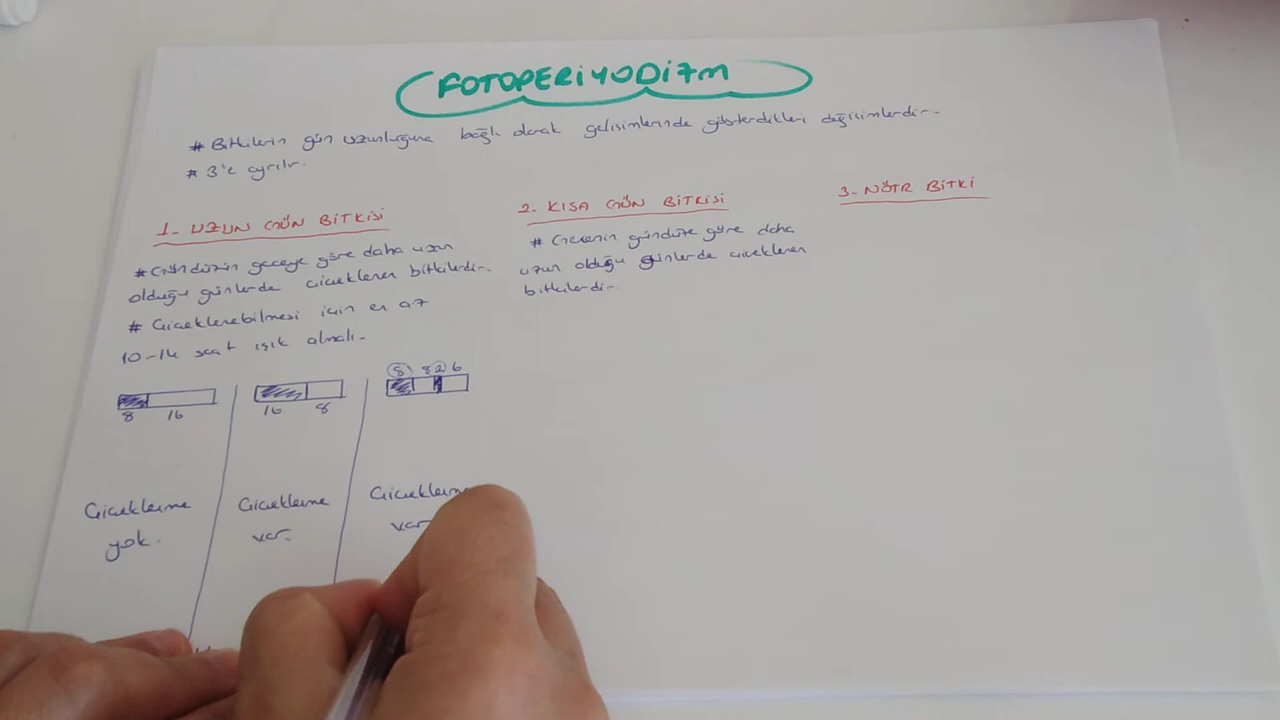 FOTOPERİYODİZM
# Bitkilerin gün uzunluğuna bağlı olarak gelişimlerinde gösterdikleri değişimlerdir.
# 3'e ayrılır.
1- UZUN GÜN BİTKİSİ
# Gündüzün geceye göre daha uzun
olduğu günlerde çiçeklenen bitkilerdir.
# Çiçeklenebilmesi için en az
10-14 saat ışık almalı.
8 16
16 8
8 8 2 6
Çiçeklenme
yok.
Çiçeklenme
var.
Çiçeklenme
var
2- KISA GÜN BİTKİSİ
# Gecenin gündüze göre daha
uzun olduğu günlerde çiçeklenen
bitkilerdir.
3- NÖTR BİTKİ